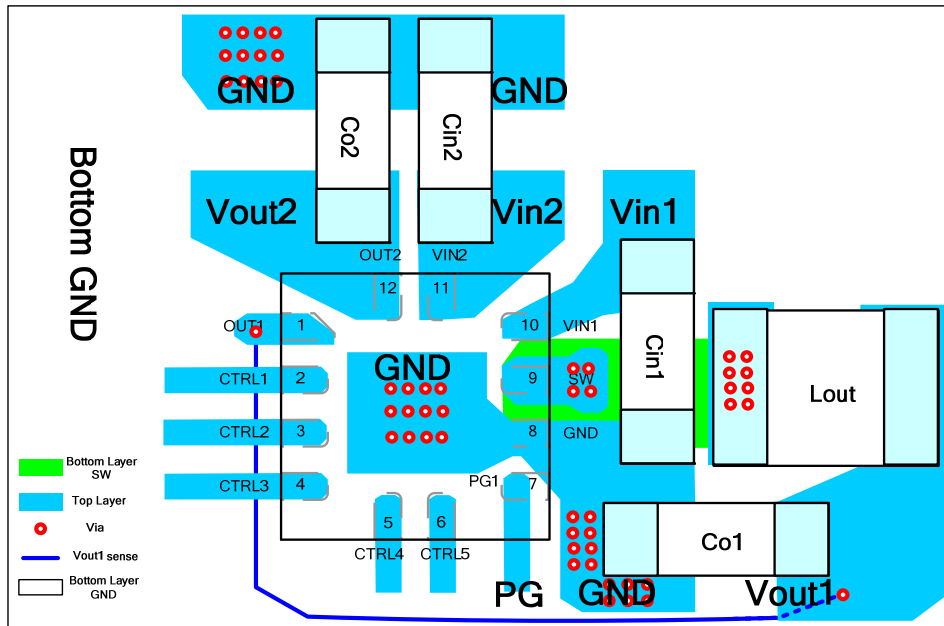 GND
GND
Co2
Cin2
Bottom GND
Vout2
Vin2
Vin1
OUT2
VIN2
12
11
OUT1
1
10
VIN1
GND
Cin1
CTRL1
2
9
SW
Lout
CTRL2
3
8
GND
CTRL3
4
PG1
7
5
6
CTRL4
CTRL5
Co1
PG
GND
Vout1
Bottom Layer
SW
Top Layer
Via
Vout1 sense
Bottom Layer
GND